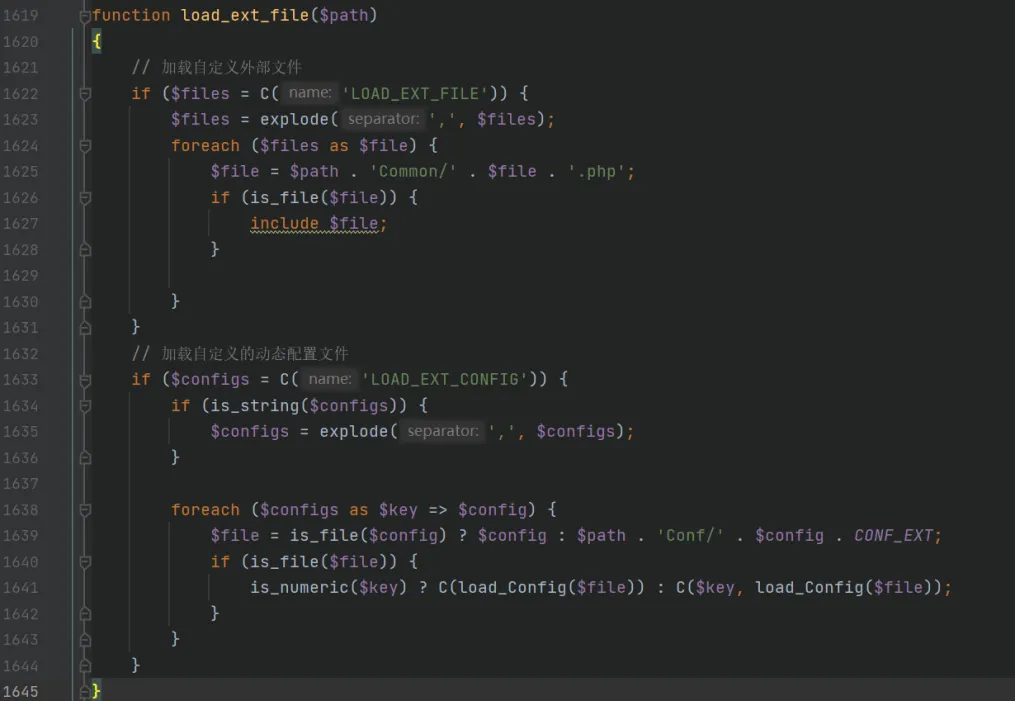 1619 function load_ext_file($path)
1620 {
1621 // 加载自定义外部文件
1622 if ($files = C( name: 'LOAD_EXT_FILE')) {
1623 $files = explode( separator: ',', $files);
1624 foreach ($files as $file) {
1625 $file = $path . 'Common/' . $file . '.php';
1626 if (is_file($file)) {
1627 include $file;
1628 }
1629
1630 }
1631 }
1632 // 加载自定义的动态配置文件
1633 if ($configs = C( name: 'LOAD_EXT_CONFIG')) {
1634 if (is_string($configs)) {
1635 $configs = explode( separator: ',', $configs);
1636 }
1637
1638 foreach ($configs as $key => $config) {
1639 $file = is_file($config) ? $config : $path . 'Conf/' . $config . CONF_EXT;
1640 if (is_file($file)) {
1641 is_numeric($key) ? C(load_Config($file)) : C($key, load_Config($file));
1642 }
1643 }
1644 }
1645 }